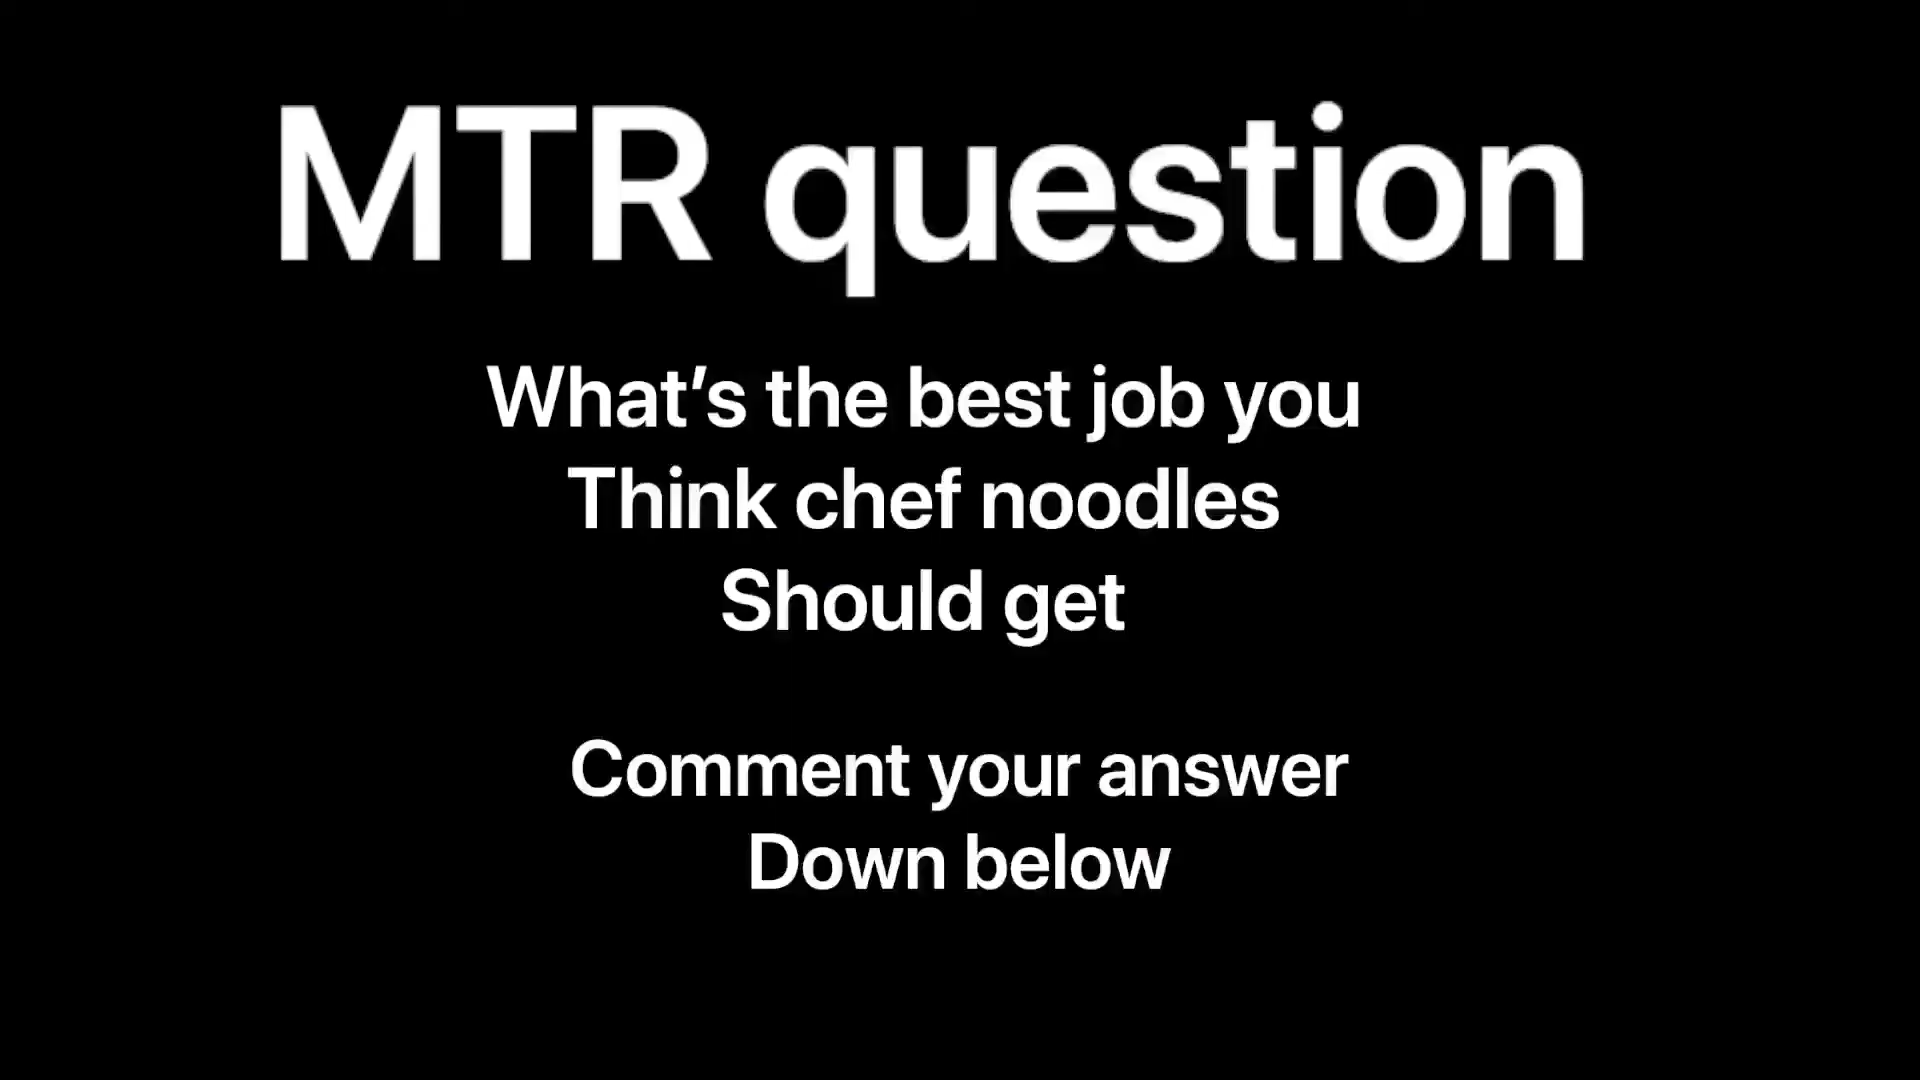 MTR question
What’s the best job you
Think chef noodles
Should get
Comment your answer
Down below